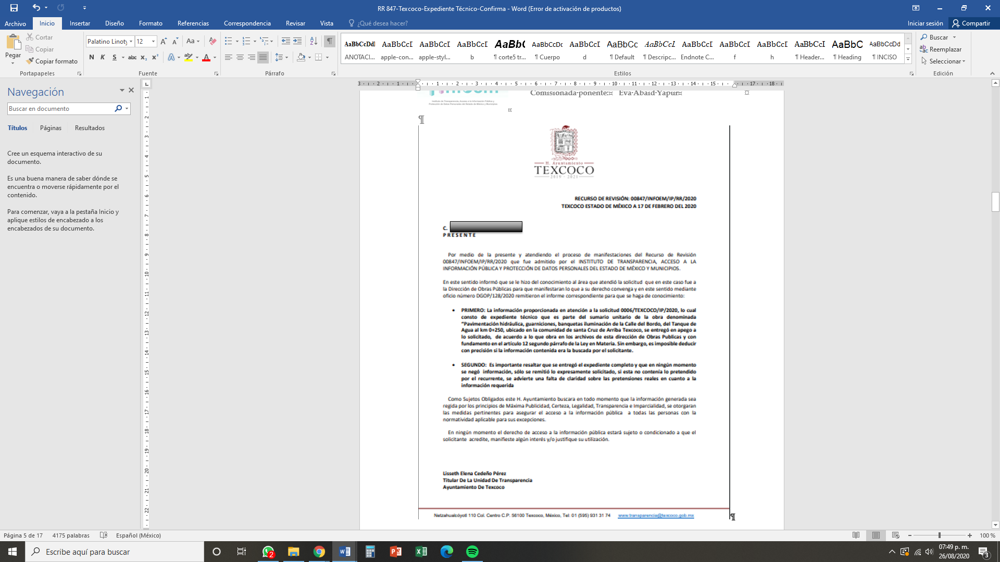 RR 847-Texcoco-Expediente Técnico-Confirma - Word (Error de activación de productos)
Archivo Inicio Insertar Diseño Formato Referencias Correspondencia Revisar Vista ¿Qué desea hacer? Iniciar sesión Compartir
Pegar
Cortar
Copiar
Copiar formato
Portapapeles
Palatino Linoty 12
N K S abc
Fuente
Párrafo
AaBbCcDdI AaBbCcI AaBbCcI AaBbCcI AaBbC AaBbCcDc AaBbCcI AaBbCc AaBbCcL AaBbCcI AaBbCcI AaBbCcI AaBbCcI AaBbC AaBbCcDd
ANOTACI... apple-con... apple-styl... b ¶ corte5 tr... ¶ Cuerpo d ¶ Default ¶ Descripc... Endnote C... f h ¶ Header... ¶ Heading ¶ INCISO
Estilos
Buscar
Reemplazar
Seleccionar
Edición
Navegación
Buscar en documento
Títulos Páginas Resultados
Cree un esquema interactivo de su
documento.
Es una buena manera de saber dónde se
encuentra o moverse rápidamente por el
contenido.
Para comenzar, vaya a la pestaña Inicio y
aplique estilos de encabezado a los
encabezados de su documento.
Instituto de Transparencia, Acceso a la Información Pública y
Protección de Datos Personales del Estado de México y Municipios
Comisionada·ponente:¤ Eva·Abaid·Yapur¤
H. Ayuntamiento
TEXCOCO
2019 - 2021
RECURSO DE REVISIÓN: 00847/INFOEM/IP/RR/2020
TEXCOCO ESTADO DE MÉXICO A 17 DE FEBRERO DEL 2020
C.
P R E S E N T E
Por medio de la presente y atendiendo el proceso de manifestaciones del Recurso de Revisión
00847/INFOEM/IP/RR/2020 que fue admitido por el INSTITUTO DE TRANSPARENCIA, ACCESO A LA
INFORMACIÓN PÚBLICA Y PROTECCIÓN DE DATOS PERSONALES DEL ESTADO DE MÉXICO Y MUNICIPIOS.
En este sentido informó que se le hizo del conocimiento al área que atendió la solicitud que en este caso fue a
la Dirección de Obras Públicas para que manifestaran lo que a su derecho convenga y en este sentido mediante
oficio número DGOP/128/2020 remitieron el informe correspondiente para que se haga de conocimiento:
• PRIMERO: La información proporcionada en atención a la solicitud 0006/TEXCOCO/IP/2020, lo cual
consto de expediente técnico que es parte del sumario unitario de la obra denominada
“Pavimentación hidráulica, guarniciones, banquetas iluminación de la Calle del Bordo, del Tanque de
Agua al km 0+250, ubicado en la comunidad de santa Cruz de Arriba Texcoco, se entregó en apego a
lo solicitado, de acuerdo a lo que obra en los archivos de esta dirección de Obras Publicas y con
fundamento en el artículo 12 segundo párrafo de la Ley en Materia. Sin embargo, es imposible deducir
con precisión si la información contenida era la buscada por el solicitante.
• SEGUNDO: Es importante resaltar que se entregó el expediente completo y que en ningún momento
se negó información, sólo se remitió lo expresamente solicitado, si esta no contenía lo pretendido
por el recurrente, se advierte una falta de claridad sobre las pretensiones reales en cuanto a la
información requerida
Como Sujetos Obligados este H. Ayuntamiento buscara en todo momento que la información generada sea
regida por los principios de Máxima Publicidad, Certeza, Legalidad, Transparencia e Imparcialidad, se otorgaran
las medidas pertinentes para asegurar el acceso a la información pública a todas las personas con la
normatividad aplicable para sus excepciones.
En ningún momento el derecho de acceso a la información pública estará sujeto o condicionado a que el
solicitante acredite, manifieste algún interés y/o justifique su utilización.
Lisseth Elena Cedeño Pérez
Titular De La Unidad De Transparencia
Ayuntamiento De Texcoco
Netzahualcóyotl 110 Col. Centro C.P. 56100 Texcoco, México, Tel: 01 (595) 931 31 74 www.transparencia@texcoco.gob.mx
Página 5 de 17 4175 palabras Español (México) 100 %
Escribe aquí para buscar
2
07:49 p. m.
26/08/2020
3